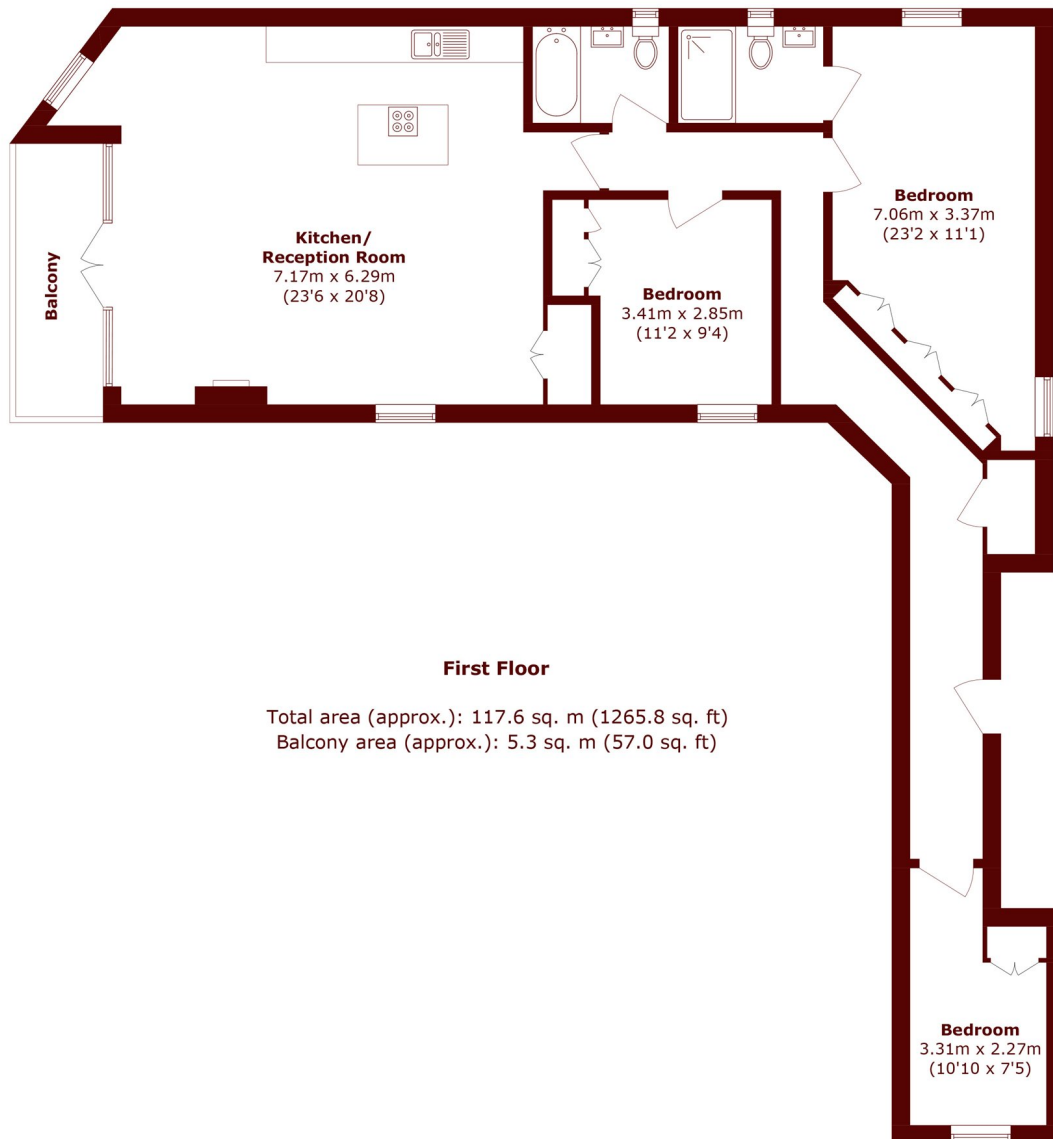 Balcony
Kitchen/
Reception Room
7.17m x 6.29m
(23'6 x 20'8)
Bedroom
3.41m x 2.85m
(11'2 x 9'4)
Bedroom
7.06m x 3.37m
(23'2 x 11'1)
First Floor
Total area (approx.): 117.6 sq. m (1265.8 sq. ft)
Balcony area (approx.): 5.3 sq. m (57.0 sq. ft)
Bedroom
3.31m x 2.27m
(10'10 x 7'5)